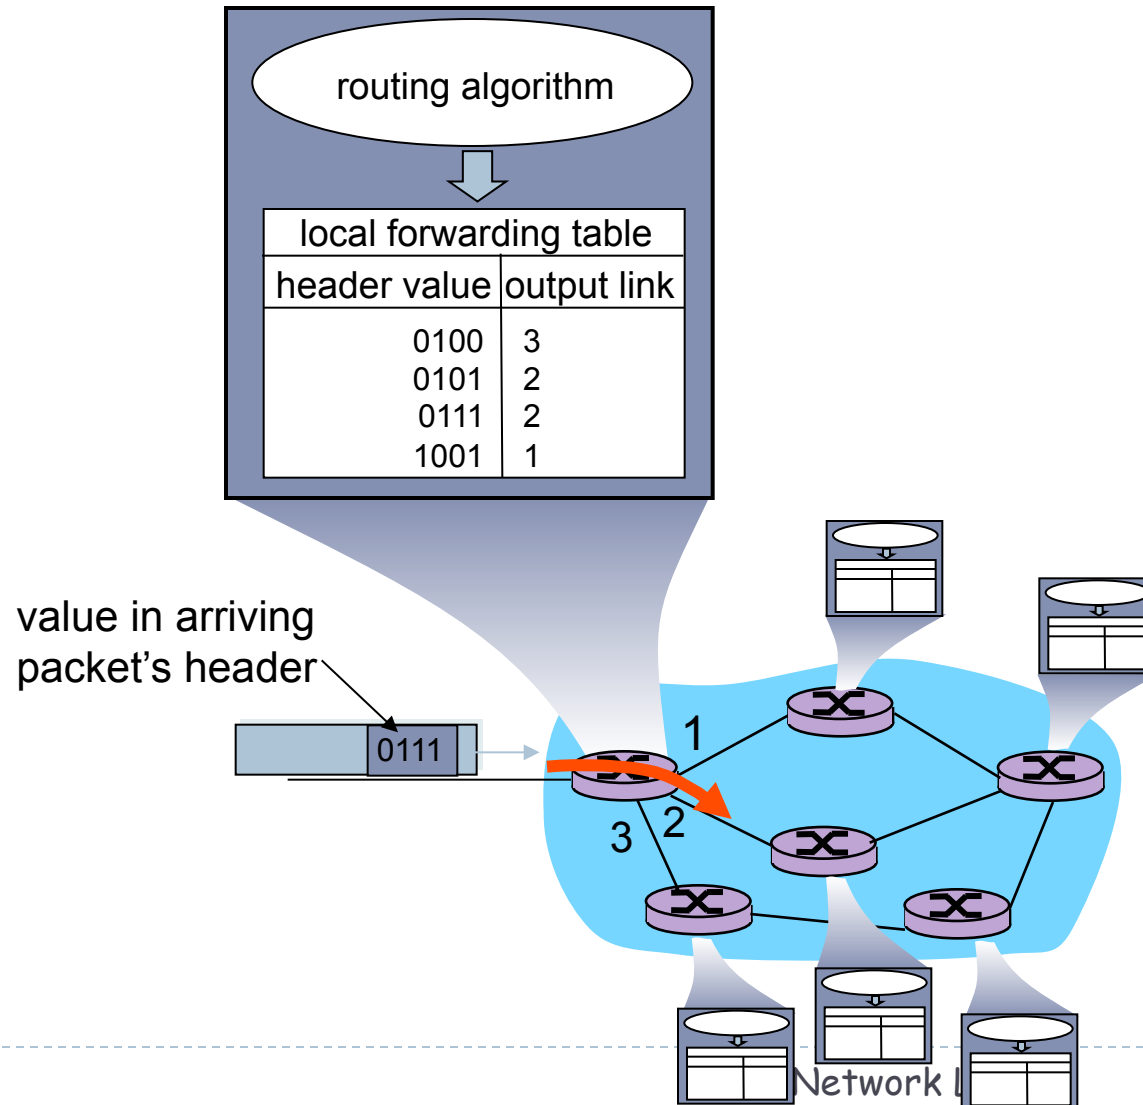 routing algorithm
local forwarding table
header value output link
0100 3
0101 2
0111 2
1001 1
value in arriving
packet's header
0111
1
2
3
Network